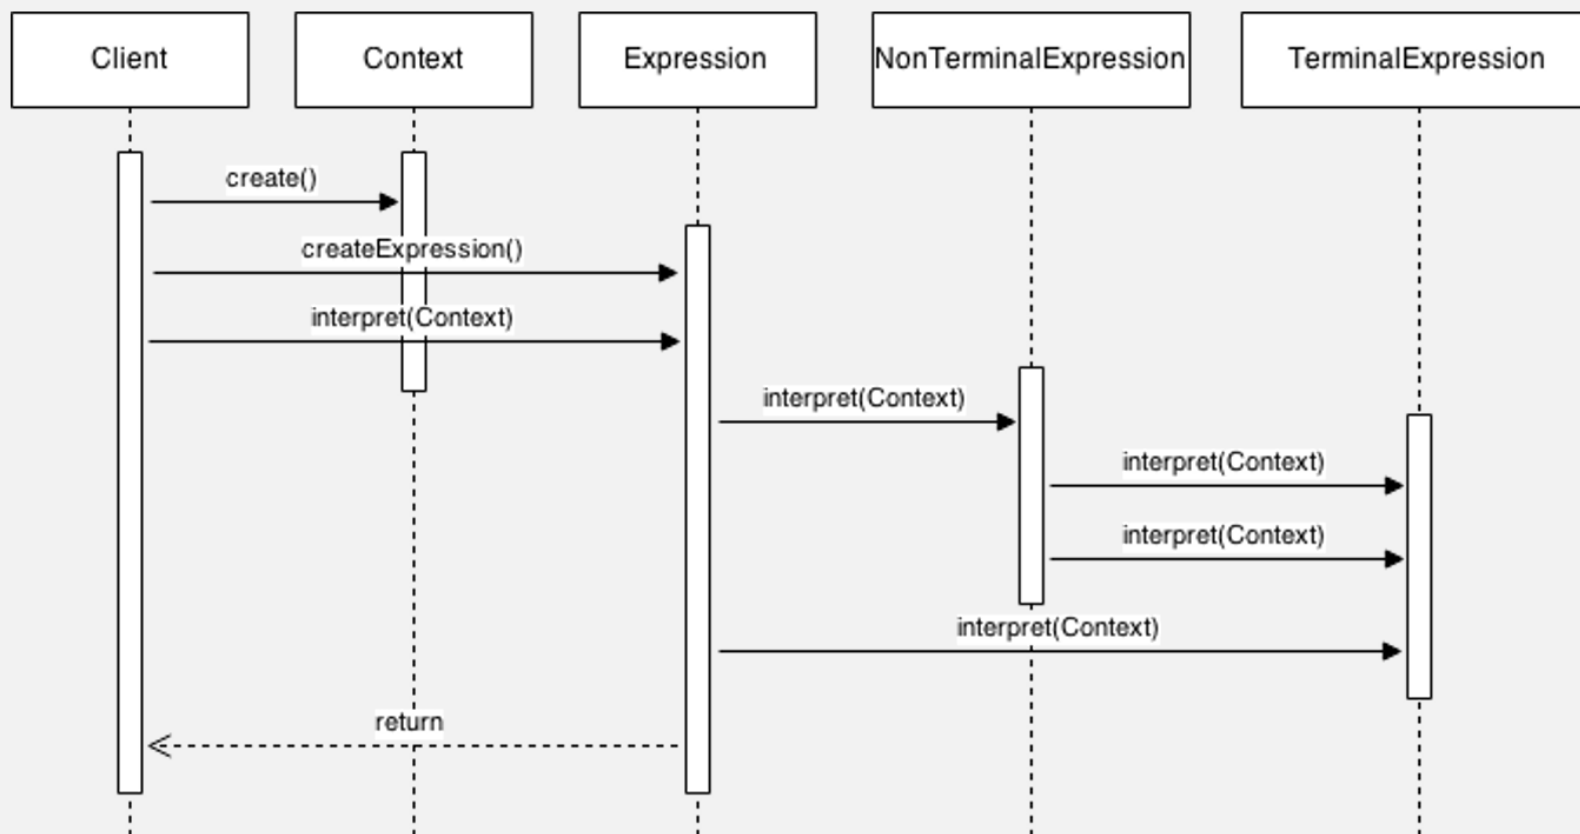 Client
Context
Expression
NonTerminalExpression
TerminalExpression
create()
createExpression()
interpret(Context)
interpret(Context)
interpret(Context)
interpret(Context)
interpret(Context)
return